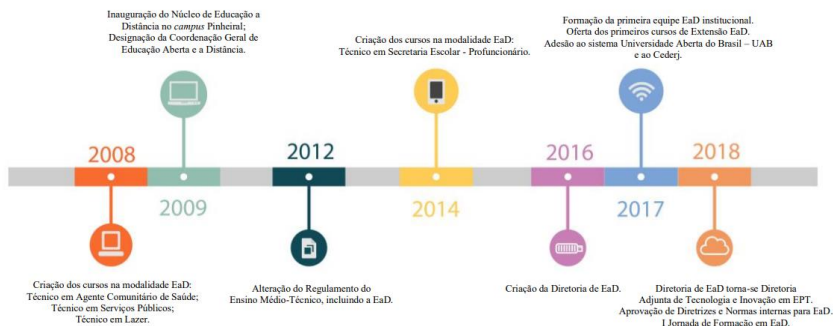 Inauguração do Núcleo de Educação a
Distância no campus Pinheiral;
Designação da Coordenação Geral de
Educação Aberta e a Distância.
Criação dos cursos na modalidade EaD:
Técnico em Secretaria Escolar - Profuncionário.
Formação da primeira equipe EaD institucional.
Oferta dos primeiros cursos de Extensão EaD.
Adesão ao sistema Universidade Aberta do Brasil – UAB
e ao Cederj.
2008
2012
2016
2018
2009
2014
2017
Criação dos cursos na modalidade EaD:
Técnico em Agente Comunitário de Saúde;
Técnico em Serviços Públicos;
Técnico em Lazer.
Alteração do Regulamento do
Ensino Médio-Técnico, incluindo a EaD.
Criação da Diretoria de EaD.
Diretoria de EaD torna-se Diretoria
Adjunta de Tecnologia e Inovação em EPT.
Aprovação de Diretrizes e Normas internas para EaD.
I Jornada de Formação em EaD.